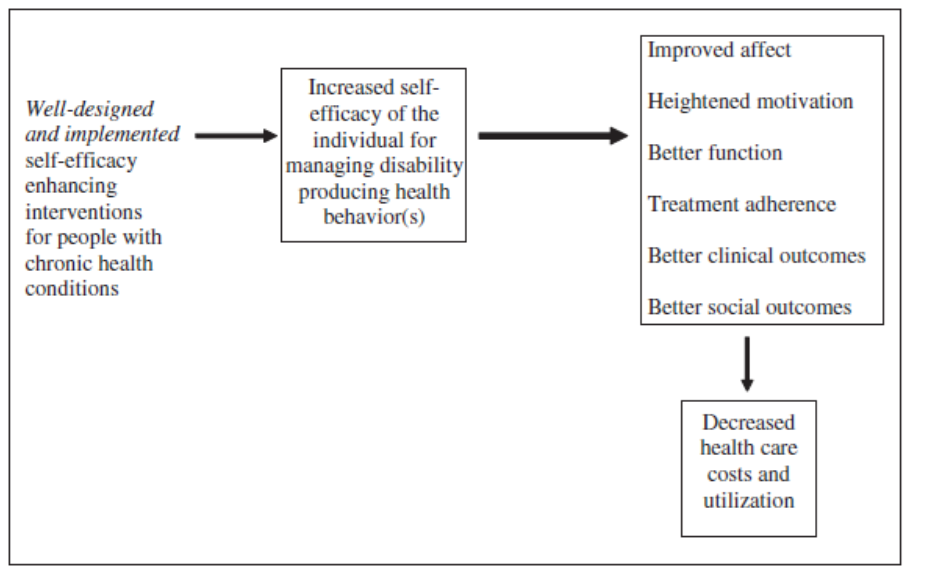 Well-designed
and implemented
self-efficacy
enhancing
interventions
for people with
chronic health
conditions
Increased self-
efficacy of the
individual for
managing disability
producing health
behavior(s)
Improved affect
Heightened motivation
Better function
Treatment adherence
Better clinical outcomes
Better social outcomes
Decreased
health care
costs and
utilization